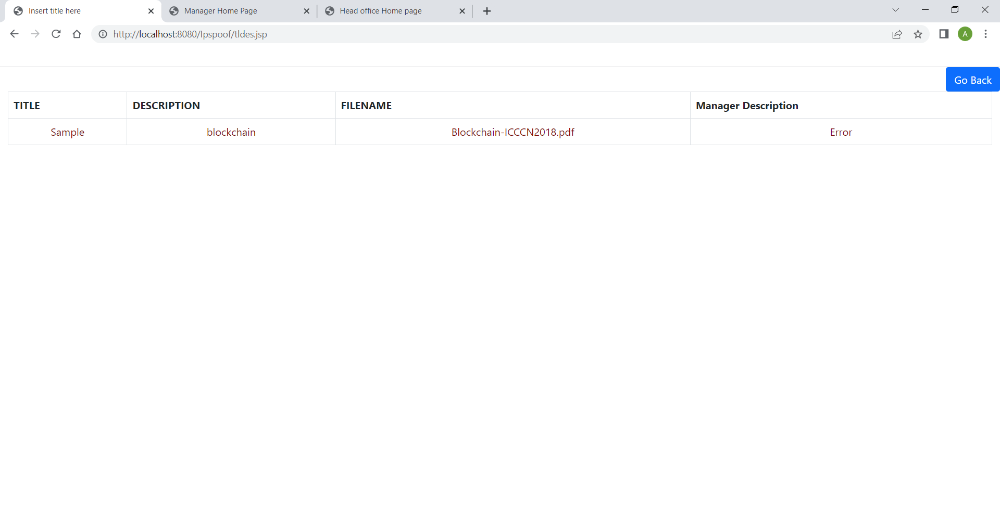 Insert title here Manager Home Page Head office Home page
http://localhost:8080/Ipspoof/tldes.jsp A
Go Back
TITLE DESCRIPTION FILENAME Manager Description
Sample blockchain Blockchain-ICCCN2018.pdf Error